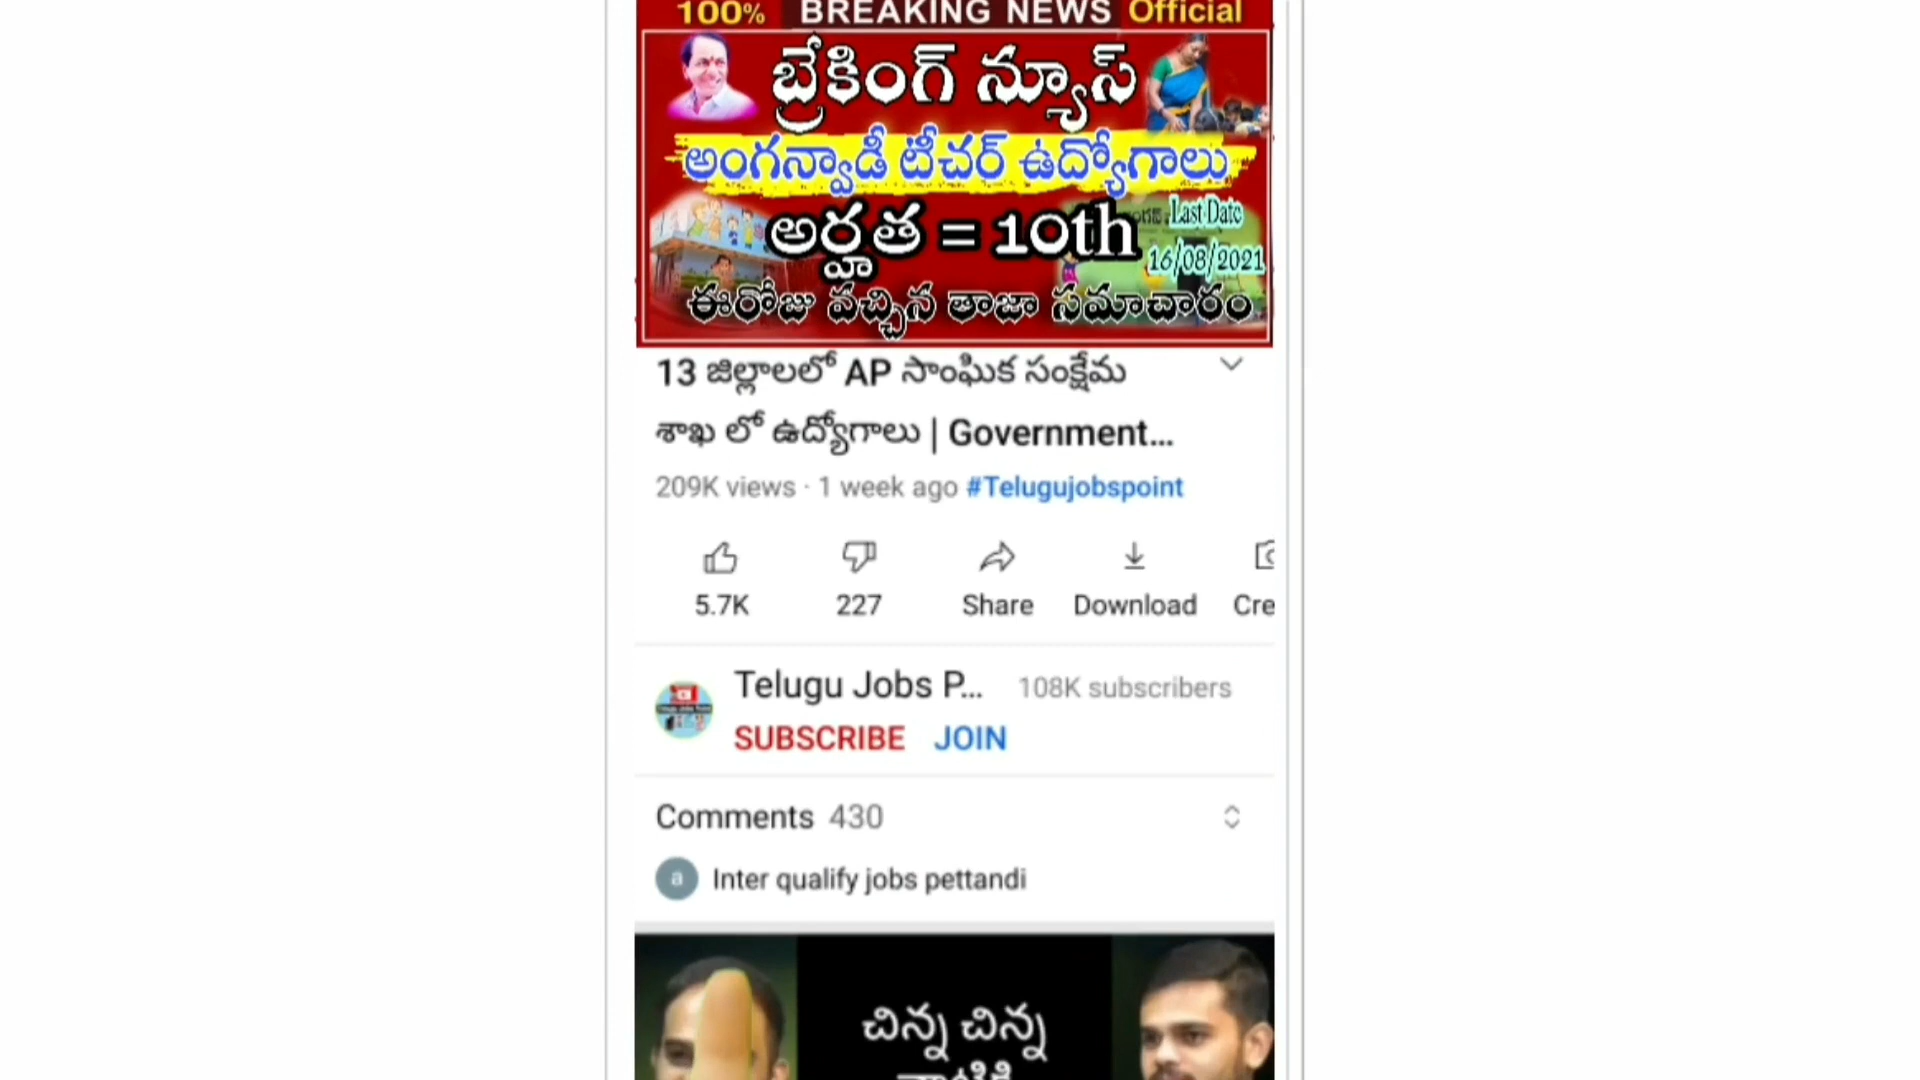 100% BREAKING NEWS Official
బ్రేకింగ్ న్యూస్
అంగన్వాడీ టీచర్ ఉద్యోగాలు
అర్హత = 10th
Last Date
16/08/2021
ఈరోజు వచ్చిన తాజా సమాచారం
13 జిల్లాలలో AP సాంఘిక సంక్షేమ
శాఖ లో ఉద్యోగాలు | Government...
209K views · 1 week ago #Telugujobspoint
5.7K 227 Share Download Cre
Telugu Jobs P... 108K subscribers
SUBSCRIBE JOIN
Comments 430
a Inter qualify jobs pettandi
చిన్న చిన్న